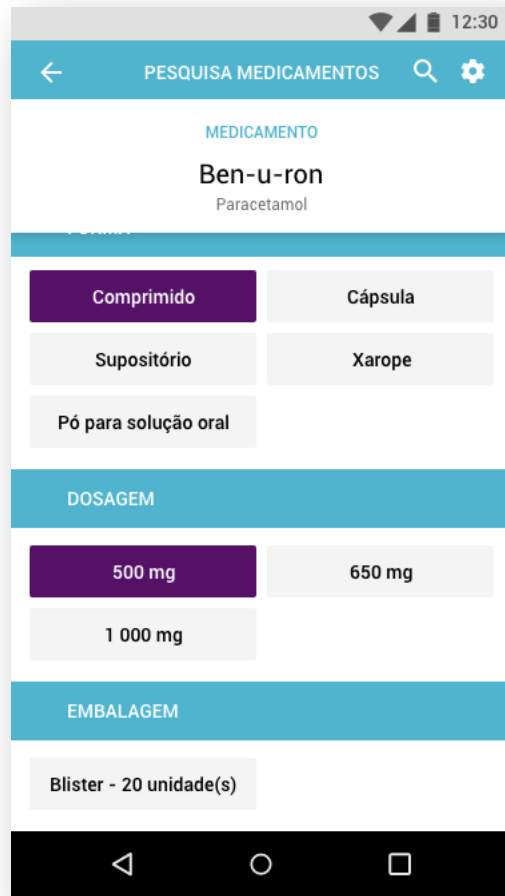 12:30
PESQUISA MEDICAMENTOS
MEDICAMENTO
Ben-u-ron
Paracetamol
Comprimido
Cápsula
Supositório
Xarope
Pó para solução oral
DOSAGEM
500 mg
650 mg
1 000 mg
EMBALAGEM
Blister - 20 unidade(s)